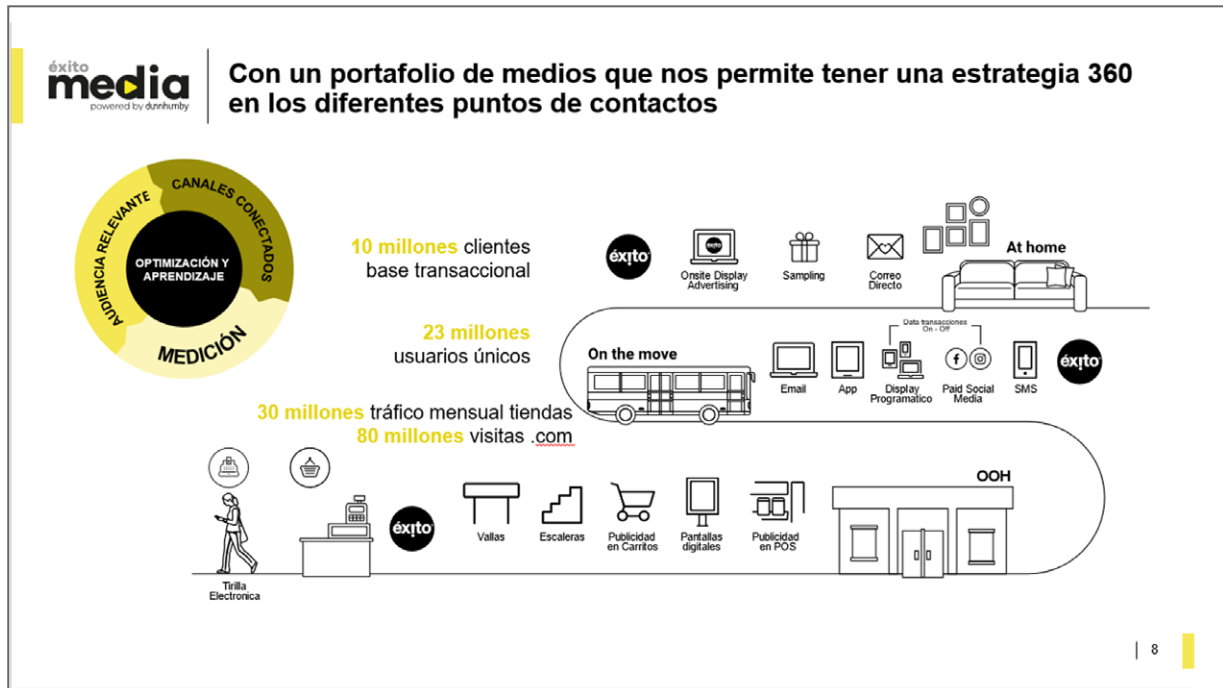 éxito
media
powered by dunnhumby
Con un portafolio de medios que nos permite tener una estrategia 360
en los diferentes puntos de contactos
AUDIENCIA RELEVANTE
CANALES CONECTADOS
OPTIMIZACIÓN Y
APRENDIZAJE
MEDICIÓN
10 millones clientes
base transaccional
23 millones
usuarios únicos
30 millones tráfico mensual tiendas
80 millones visitas .com
éxito
éxito
Onsite Display
Advertising
Sampling
Correo
Directo
At home
On the move
Email
App
Data transacciones
On - Off
Display
Programatico
Paid Social
Media
SMS
éxito
Tirilla
Electronica
éxito
Vallas
Escaleras
Publicidad
en Carritos
Pantallas
digitales
Publicidad
en POS
OOH
8